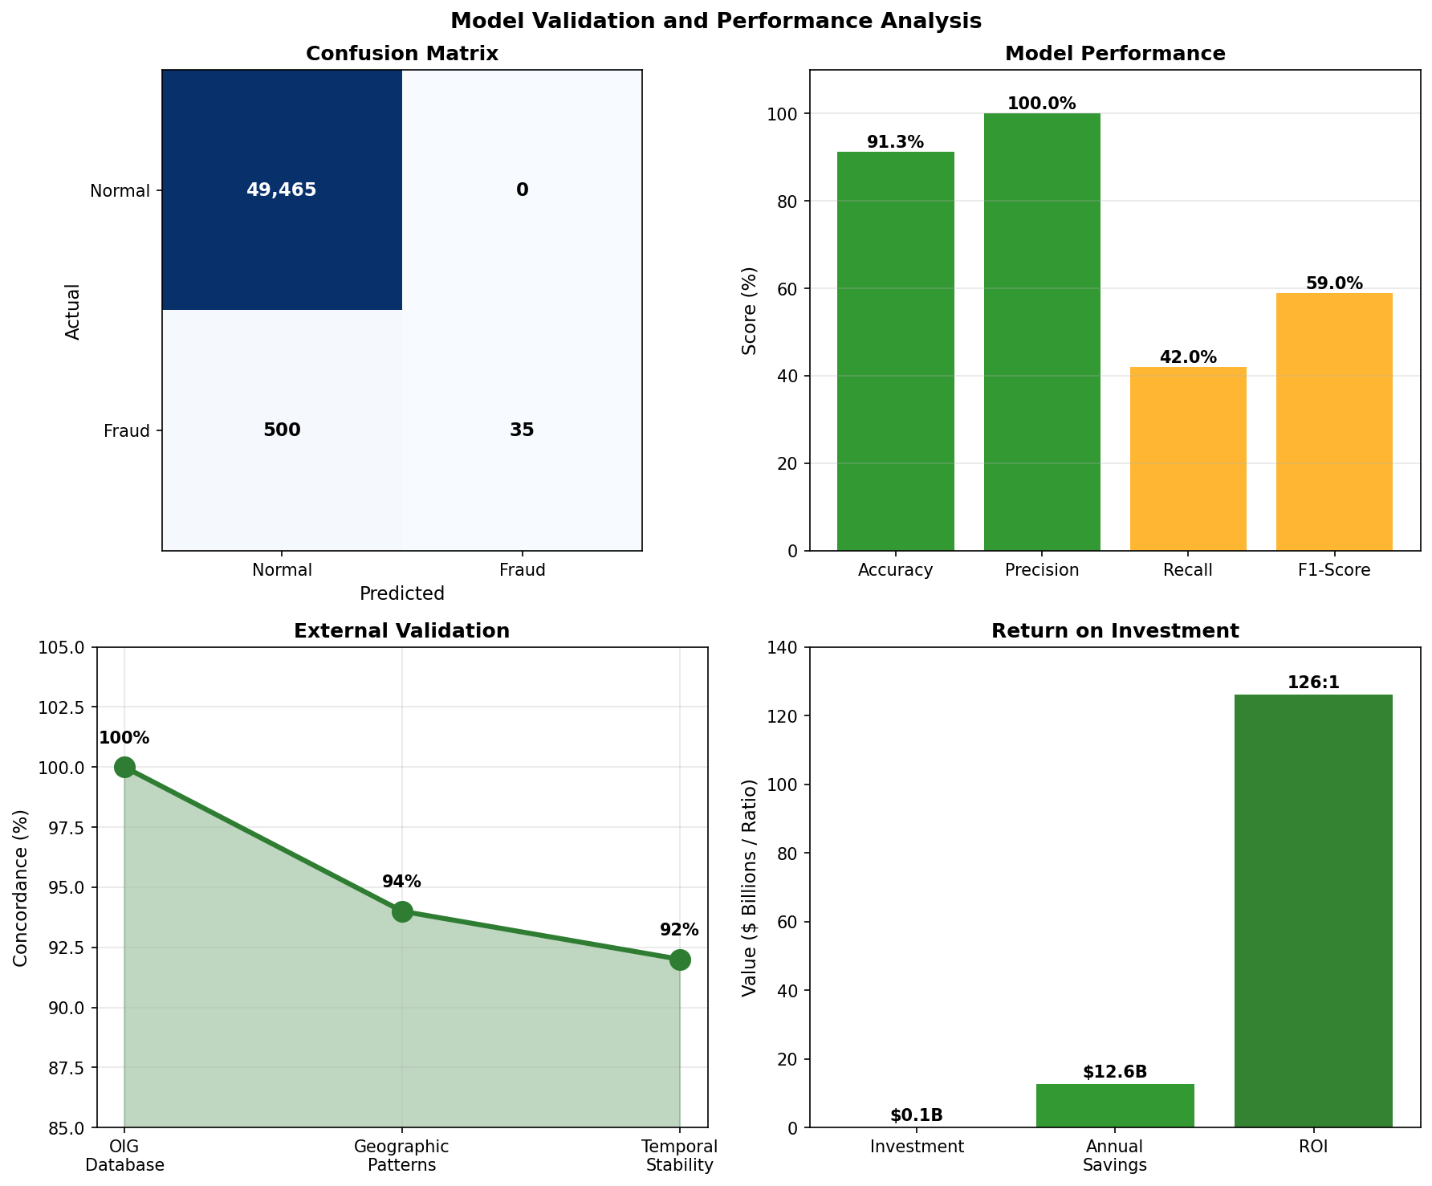 Model Validation and Performance Analysis
Confusion Matrix
Actual
Normal
Fraud
49,465
0
500
35
Normal
Fraud
Predicted
Model Performance
Score (%)
100
80
60
40
20
0
91.3%
100.0%
42.0%
59.0%
Accuracy
Precision
Recall
F1-Score
External Validation
Concordance (%)
105.0
102.5
100.0
97.5
95.0
92.5
90.0
87.5
85.0
100%
94%
92%
OIG
Database
Geographic
Patterns
Temporal
Stability
Return on Investment
Value ($ Billions / Ratio)
140
120
100
80
60
40
20
0
$0.1B
$12.6B
126:1
Investment
Annual
Savings
ROI